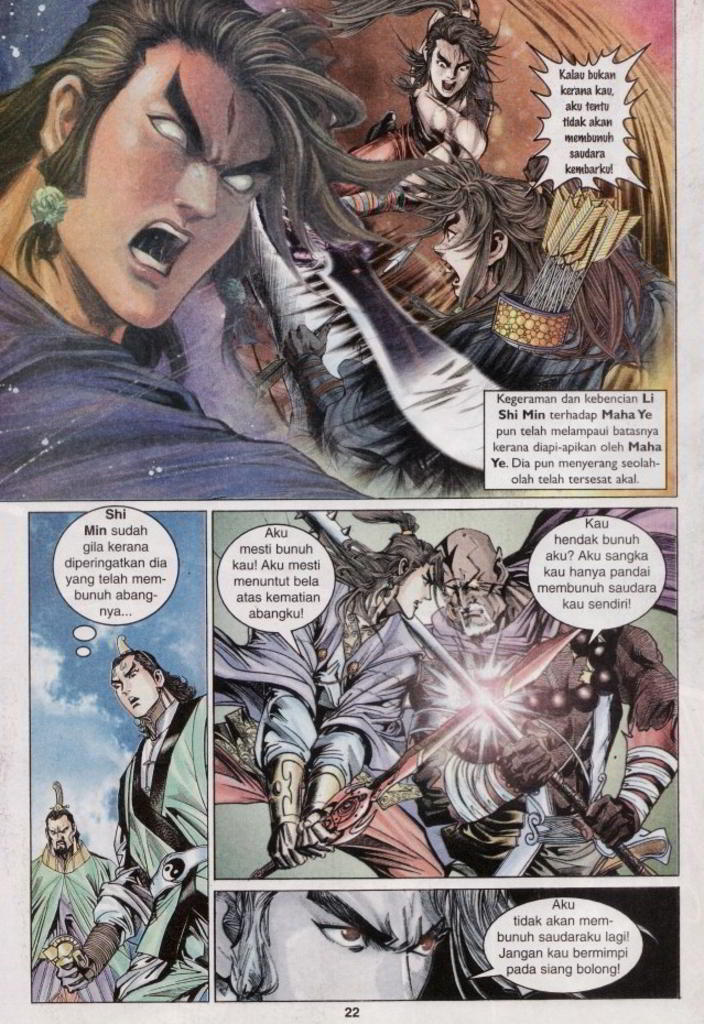 Kalau bukan
kerana kau,
aku tentu
tidak akan
membunuh
saudara
kembarku!
Kegeraman dan kebencian Li
Shi Min terhadap Maha Ye
pun telah melampaui batasnya
kerana diapi-apikan oleh Maha
Ye. Dia pun menyerang seolah-
olah telah tersesat akal.
Shi
Min sudah
gila kerana
diperingatkan dia
yang telah mem-
bunuh abang-
nya...
Aku
mesti bunuh
kau! Aku mesti
menuntut bela
atas kematian
abangku!
Kau
hendak bunuh
aku? Aku sangka
kau hanya pandai
membunuh saudara
kau sendiri!
Aku
tidak akan mem-
bunuh saudaraku lagi!
Jangan kau bermimpi
pada siang bolong!
22